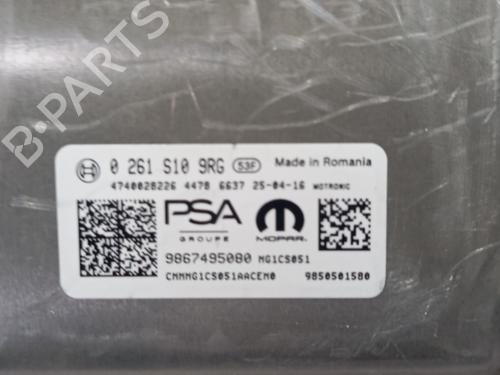 B-PARTS
0 261 S10 9RG 53F Made in Romania
4740028226 4478 6637 25-04-16 MOTRONIC
PSA
GROUPE
MOPAR
9867495080 MG1CS051
CMMMG1CS051AACEM0 9850501580